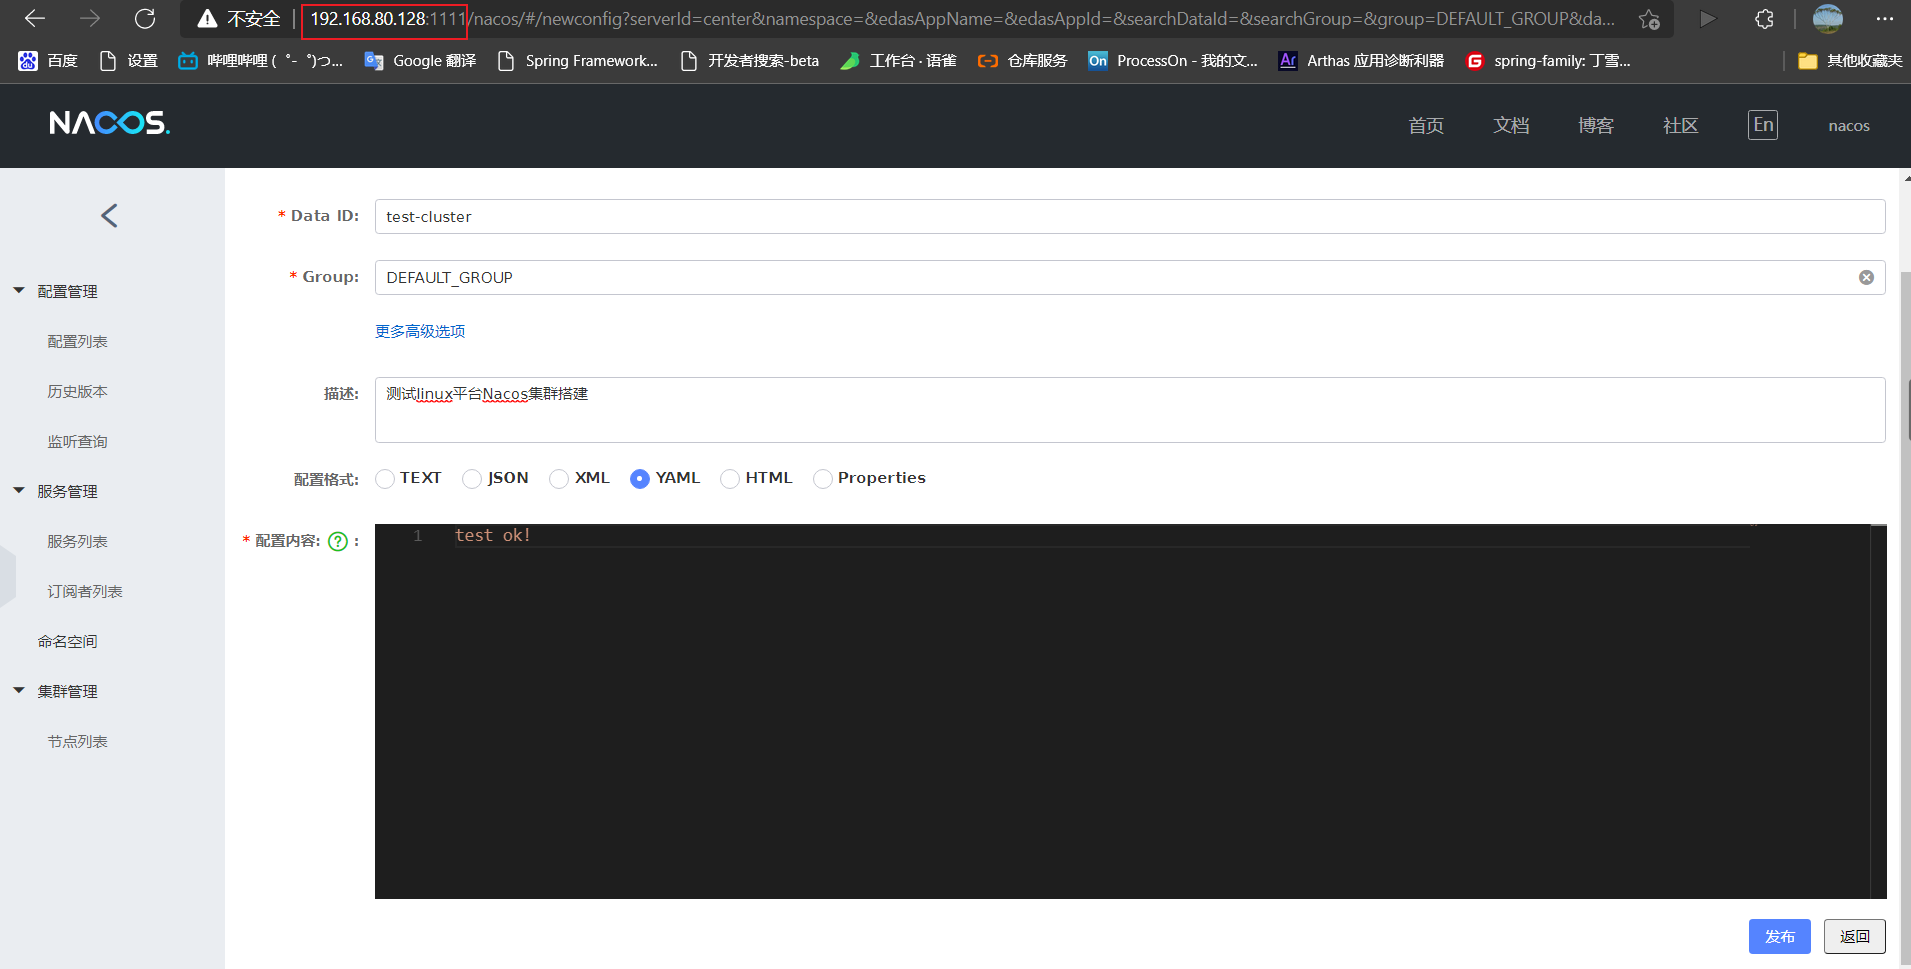 不安全 192.168.80.128:1111/nacos/#/newconfig?serverId=center&namespace=&edasAppName=&edasAppId=&searchDataId=&searchGroup=&group=DEFAULT_GROUP&da...
百度 设置 哔哩哔哩 (゜-゜)つ... Google 翻译 Spring Framework... 开发者搜索-beta 工作台 · 语雀 仓库服务 On ProcessOn - 我的文... Ar Arthas 应用诊断利器 G spring-family: 丁雪... 其他收藏夹
NACOS. 首页 文档 博客 社区 En nacos
* Data ID: test-cluster
* Group: DEFAULT_GROUP
更多高级选项
描述: 测试linux平台Nacos集群搭建
配置格式: TEXT JSON XML YAML HTML Properties
* 配置内容: ? :
1 test ok!
配置管理
配置列表
历史版本
监听查询
服务管理
服务列表
订阅者列表
命名空间
集群管理
节点列表
发布 返回